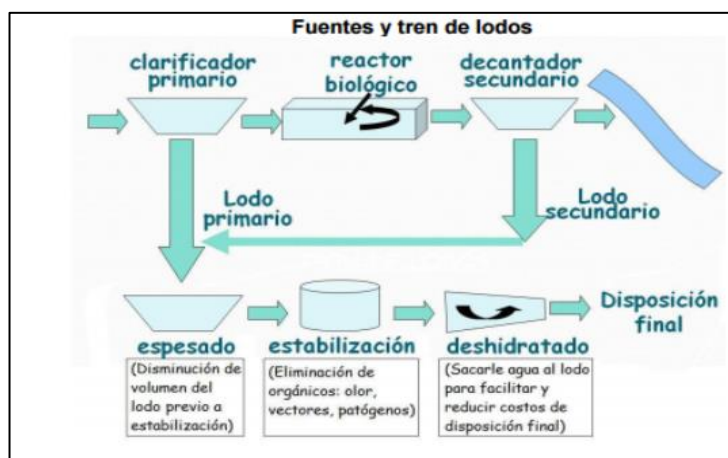 Fuentes y tren de lodos
clarificador
primario
reactor
biológico
decantador
secundario
Lodo
primario
Lodo
secundario
espesado
(Disminución de
volumen del
lodo previo a
estabilización)
estabilización
(Eliminación de
orgánicos: olor,
vectores, patógenos)
deshidratado
(Sacarle agua al lodo
para facilitar y
reducir costos de
disposición final)
Disposición
final